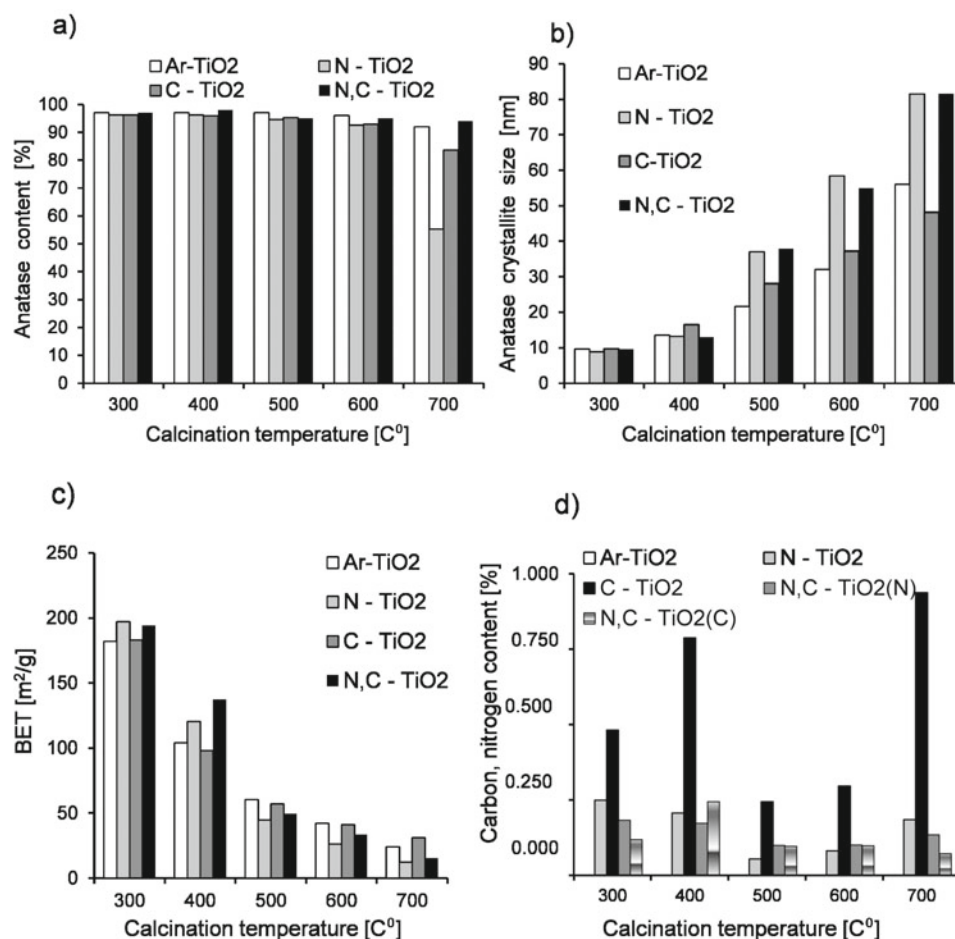 a)
Ar-TiO2
N - TiO2
C - TiO2
N,C - TiO2
Anatase content [%]
100
90
80
70
60
50
40
30
20
10
0
300 400 500 600 700
Calcination temperature [C⁰]
b)
Ar-TiO2
N - TiO2
C-TiO2
N,C - TiO2
Anatase crystallite size [nm]
90
80
70
60
50
40
30
20
10
0
300 400 500 600 700
Calcination temperature [C⁰]
c)
Ar-TiO2
N - TiO2
C - TiO2
N,C - TiO2
BET [m²/g]
250
200
150
100
50
0
300 400 500 600 700
Calcination temperature [C⁰]
d)
Ar-TiO2
N - TiO2
C - TiO2
N,C - TiO2(N)
N,C - TiO2(C)
Carbon, nitrogen content [%]
1.000
0.750
0.500
0.250
0.000
300 400 500 600 700
Calcination temperature [C⁰]